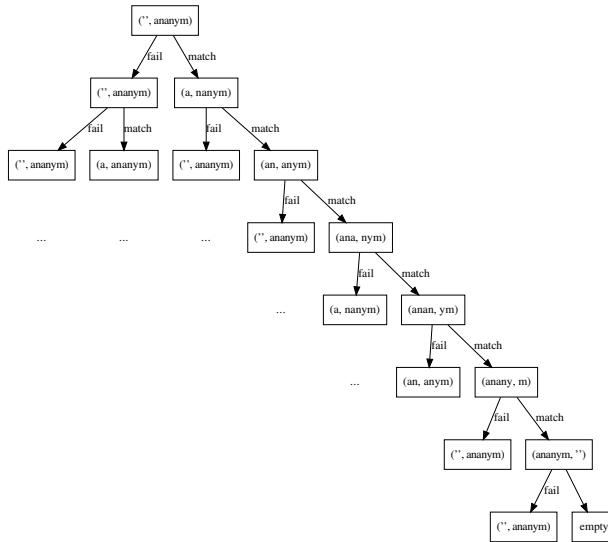 (’’, ananym)
fail match
(’’, ananym) (a, nanym)
fail match fail match
(’’, ananym) (a, ananym) (’’, ananym) (an, anym)
fail match
... ... ... (’’, ananym) (ana, nym)
fail match
... (a, nanym) (anan, ym)
fail match
... (an, anym) (anany, m)
fail match
(’’, ananym) (ananym, ’’)
fail
(’’, ananym) empty